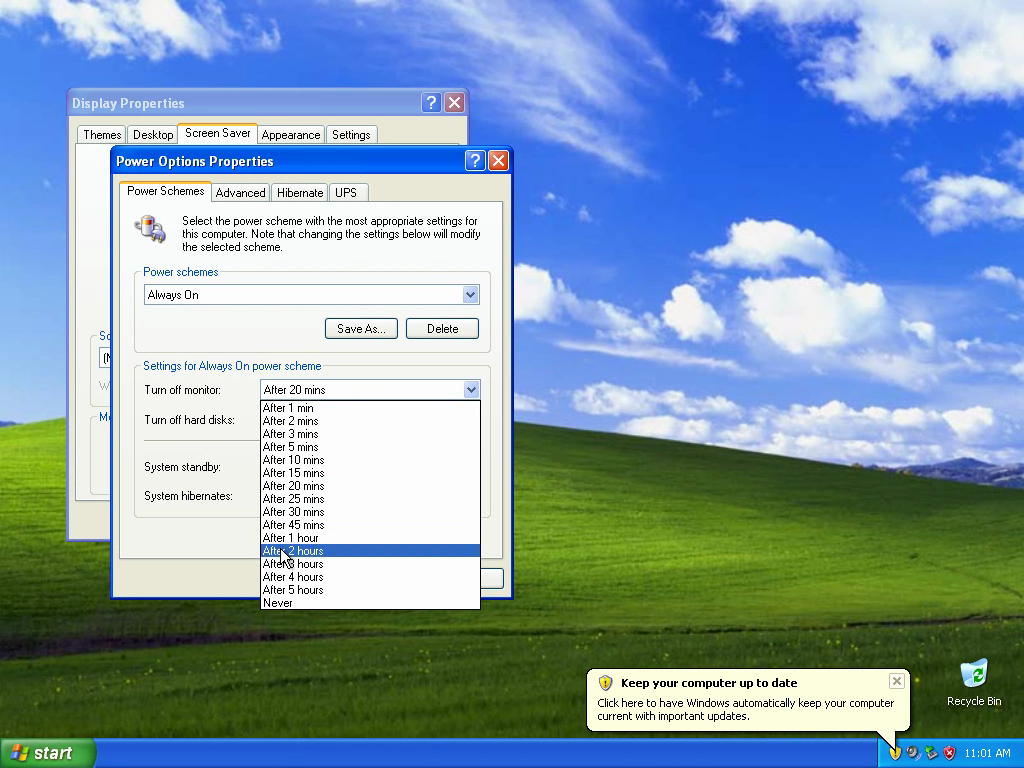 Display Properties
Themes Desktop Screen Saver Appearance Settings
Power Options Properties
Power Schemes Advanced Hibernate UPS
Select the power scheme with the most appropriate settings for
this computer. Note that changing the settings below will modify
the selected scheme.
Power schemes
Always On
Save As... Delete
Settings for Always On power scheme
Turn off monitor: After 20 mins
Turn off hard disks:
System standby:
System hibernates:
After 1 min
After 2 mins
After 3 mins
After 5 mins
After 10 mins
After 15 mins
After 20 mins
After 25 mins
After 30 mins
After 45 mins
After 1 hour
After 2 hours
After 3 hours
After 4 hours
After 5 hours
Never
Keep your computer up to date
Click here to have Windows automatically keep your computer
current with important updates.
Recycle Bin
start
11:01 AM